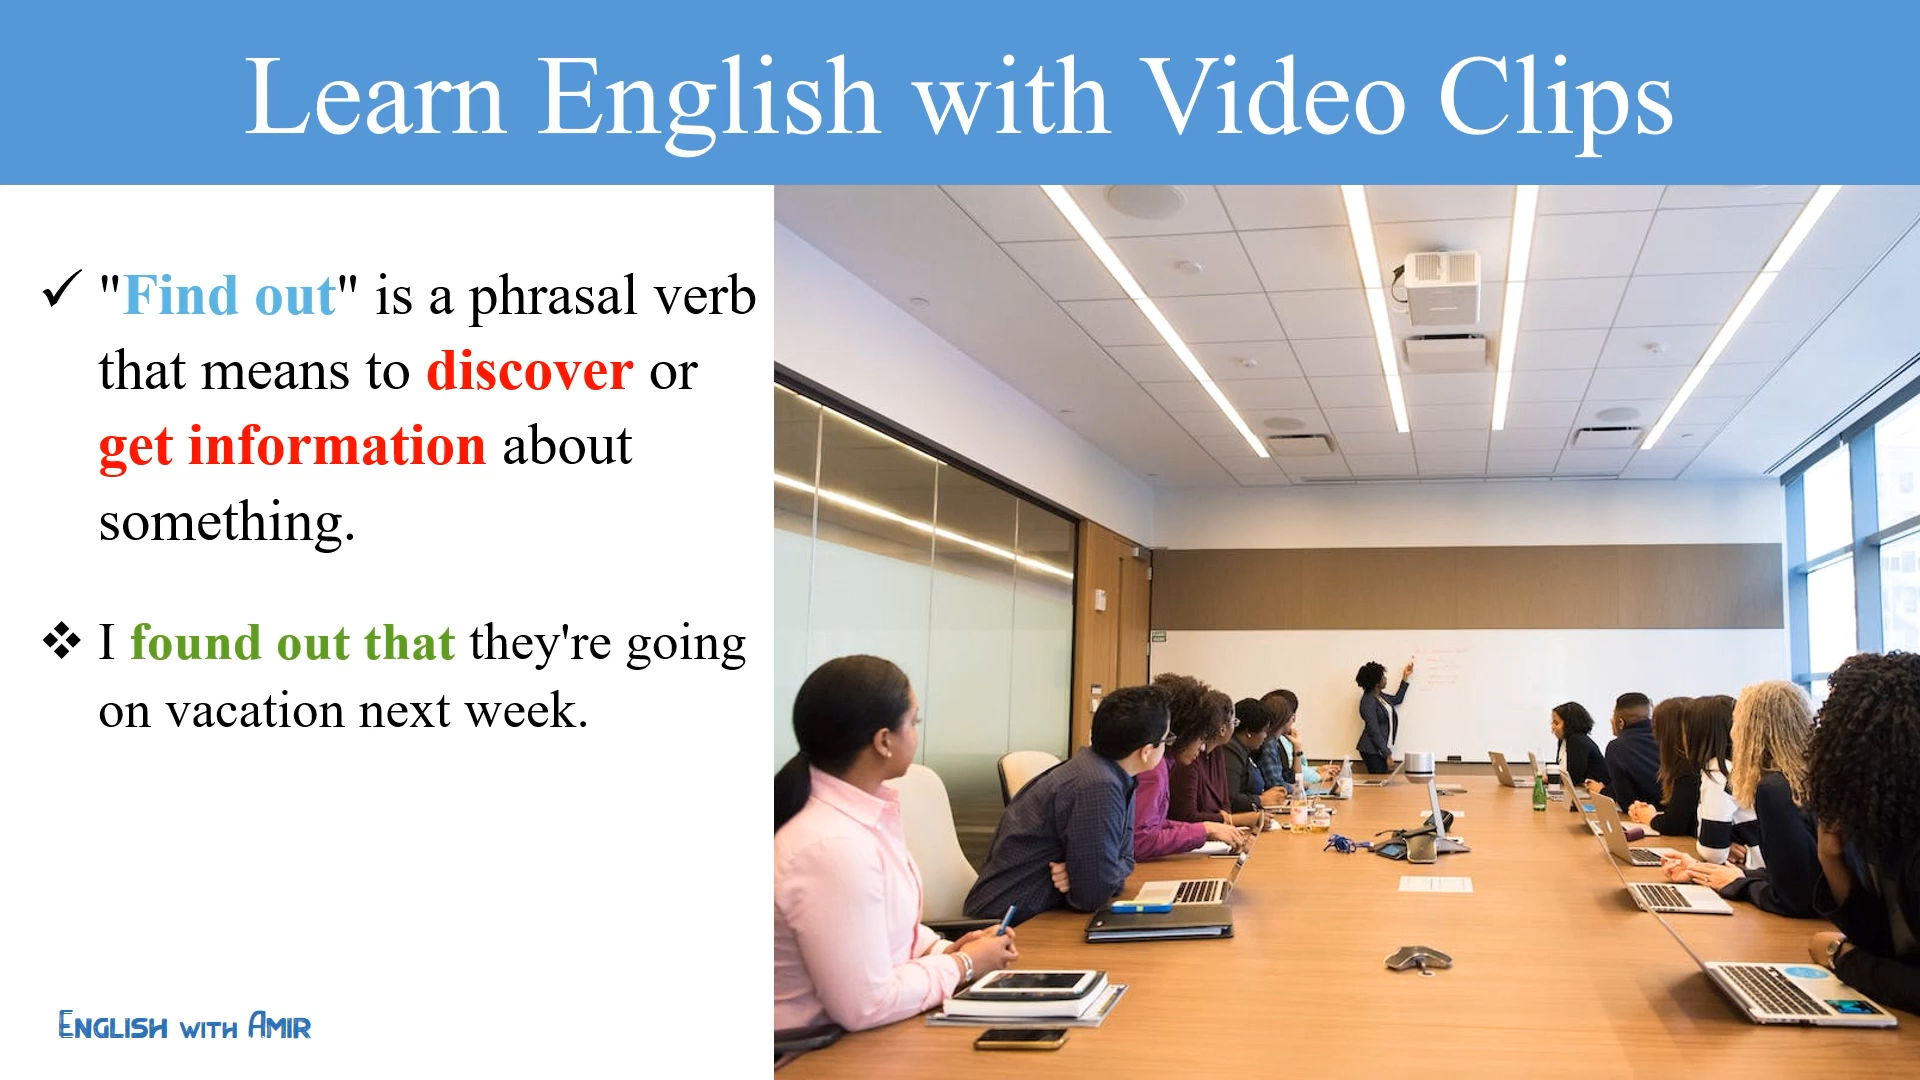 Learn English with Video Clips
✓ "Find out" is a phrasal verb
that means to discover or
get information about
something.
❖ I found out that they're going
on vacation next week.
English with Amir